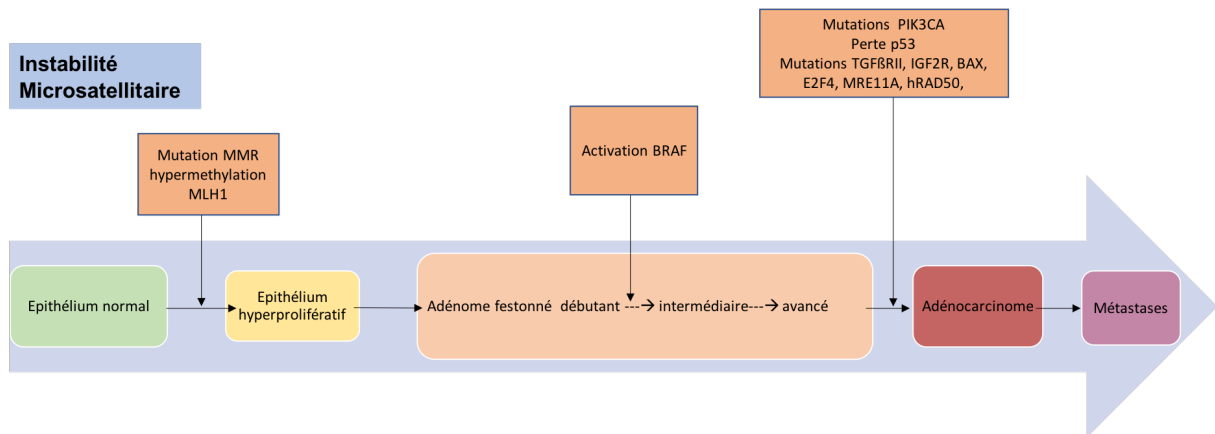 Instabilité
Microsatellitaire
Mutation MMR
hypermethylation
MLH1
Activation BRAF
Mutations  PIK3CA
Perte p53
Mutations TGFßRII, IGF2R, BAX,
E2F4, MRE11A, hRAD50,
Epithélium normal
Epithélium
hyperprolifératif
Adénome festonné  débutant ---→ intermédiaire---→ avancé
Adénocarcinome
Métastases